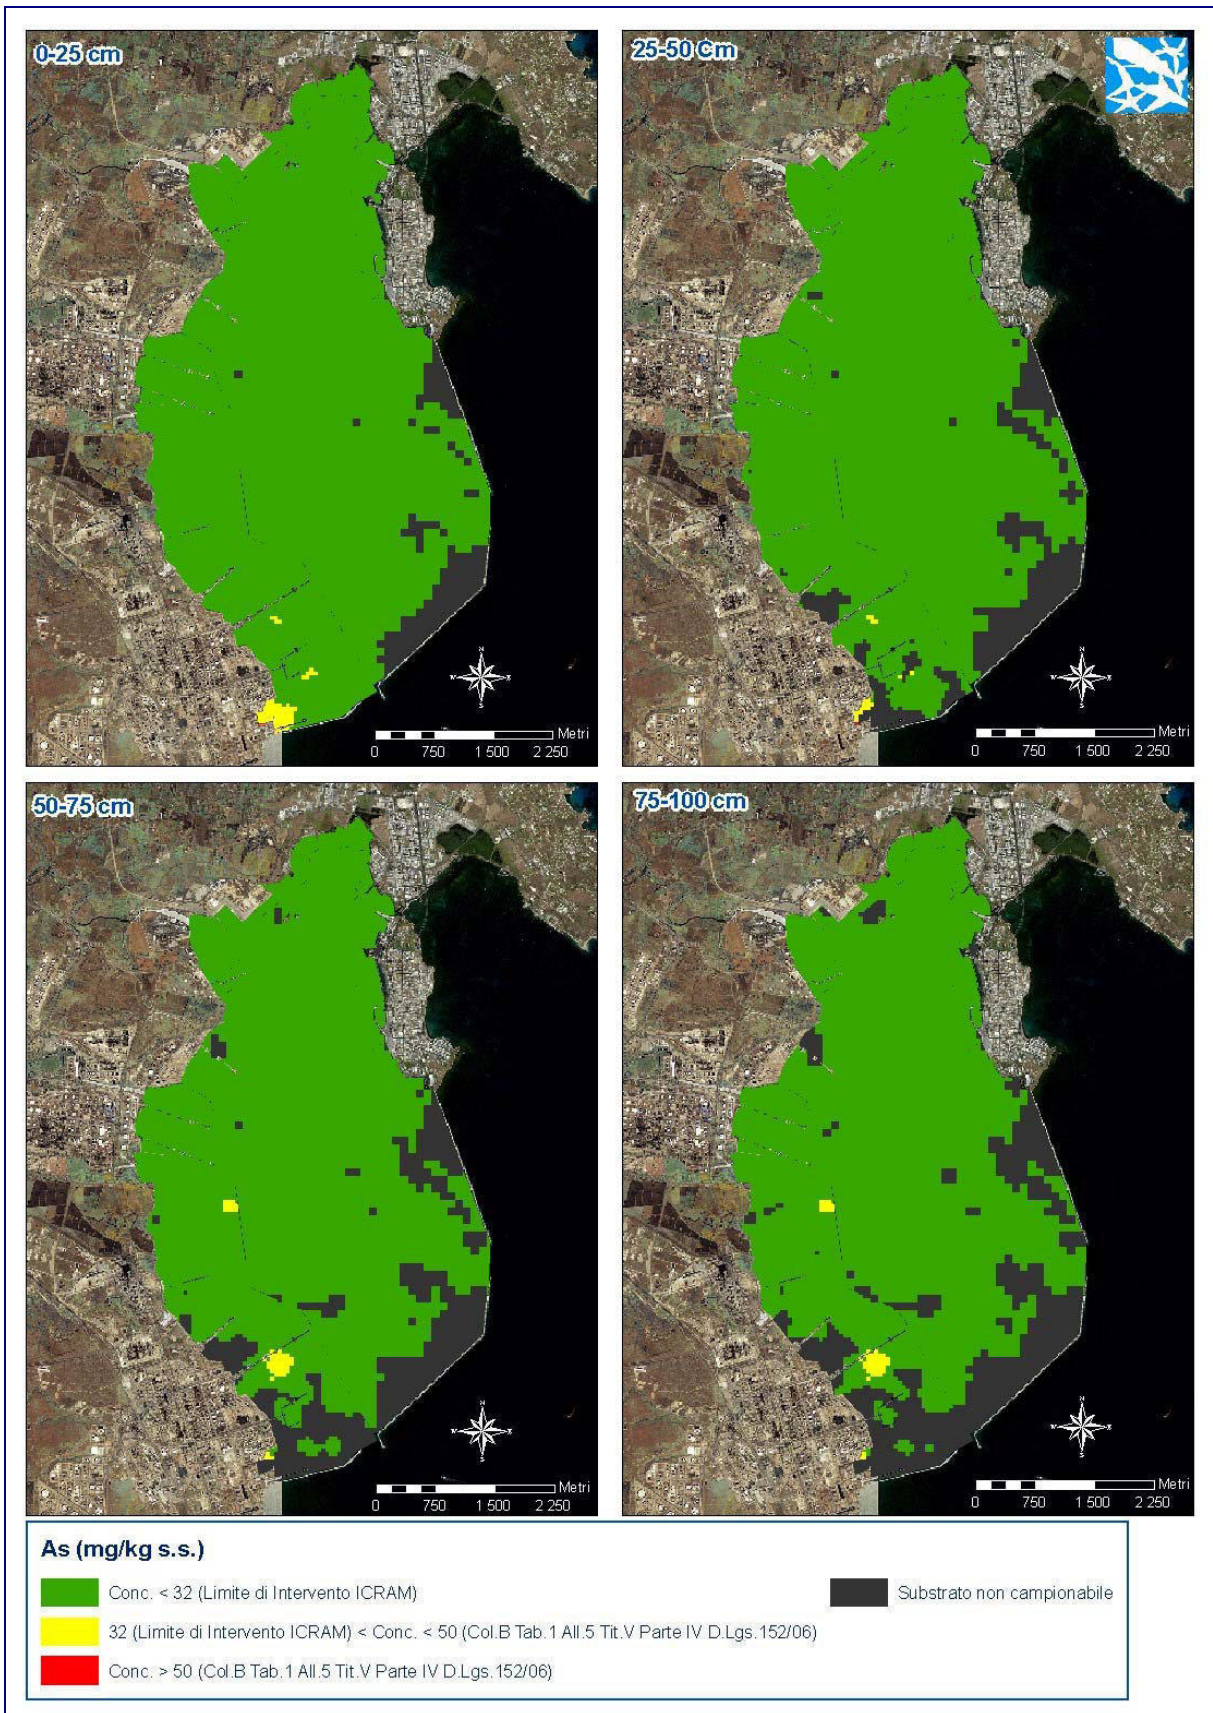 0-25 cm
25-50 Cm
N
E
S
W
Metri
0 750 1 500 2 250
N
E
S
W
Metri
0 750 1 500 2 250
50-75 cm
75-100 cm
N
E
S
W
Metri
0 750 1 500 2 250
N
E
S
W
Metri
0 750 1 500 2 250
As (mg/kg s.s.)
Conc. < 32 (Limite di Intervento ICRAM)
Substrato non campionabile
32 (Limite di Intervento ICRAM) < Conc. < 50 (Col.B Tab.1 All.5 Tit.V Parte IV D.Lgs.152/06)
Conc. > 50 (Col.B Tab.1 All.5 Tit.V Parte IV D.Lgs.152/06)